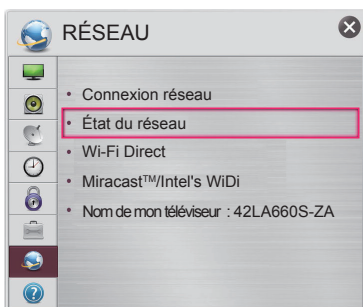 RÉSEAU
• Connexion réseau
• État du réseau
• Wi-Fi Direct
• Miracast™/Intel's WiDi
• Nom de mon téléviseur : 42LA660S-ZA